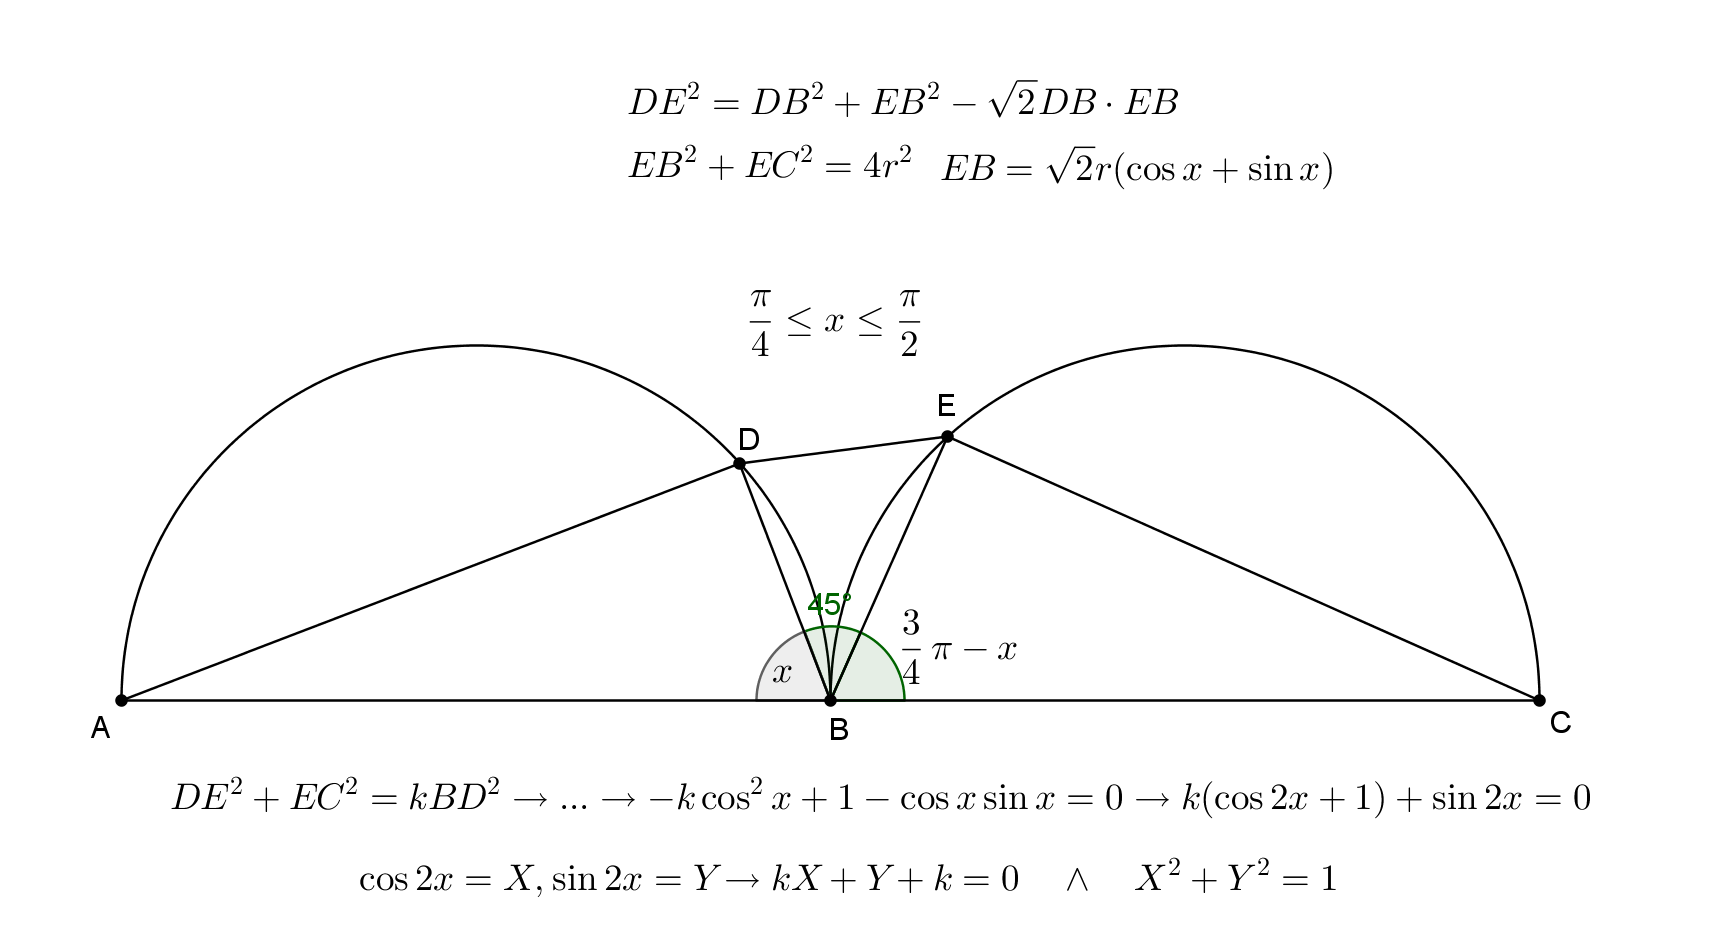 DE² = DB² + EB² − √2DB · EB
EB² + EC² = 4r² EB = √2r(cos x + sin x)
π/4 ≤ x ≤ π/2
E
D
45°
x
3/4 π − x
A
B
C
DE² + EC² = kBD² → ... → −k cos² x + 1 − cos x sin x = 0 → k(cos 2x + 1) + sin 2x = 0
cos 2x = X, sin 2x = Y → kX + Y + k = 0 ∧ X² + Y² = 1